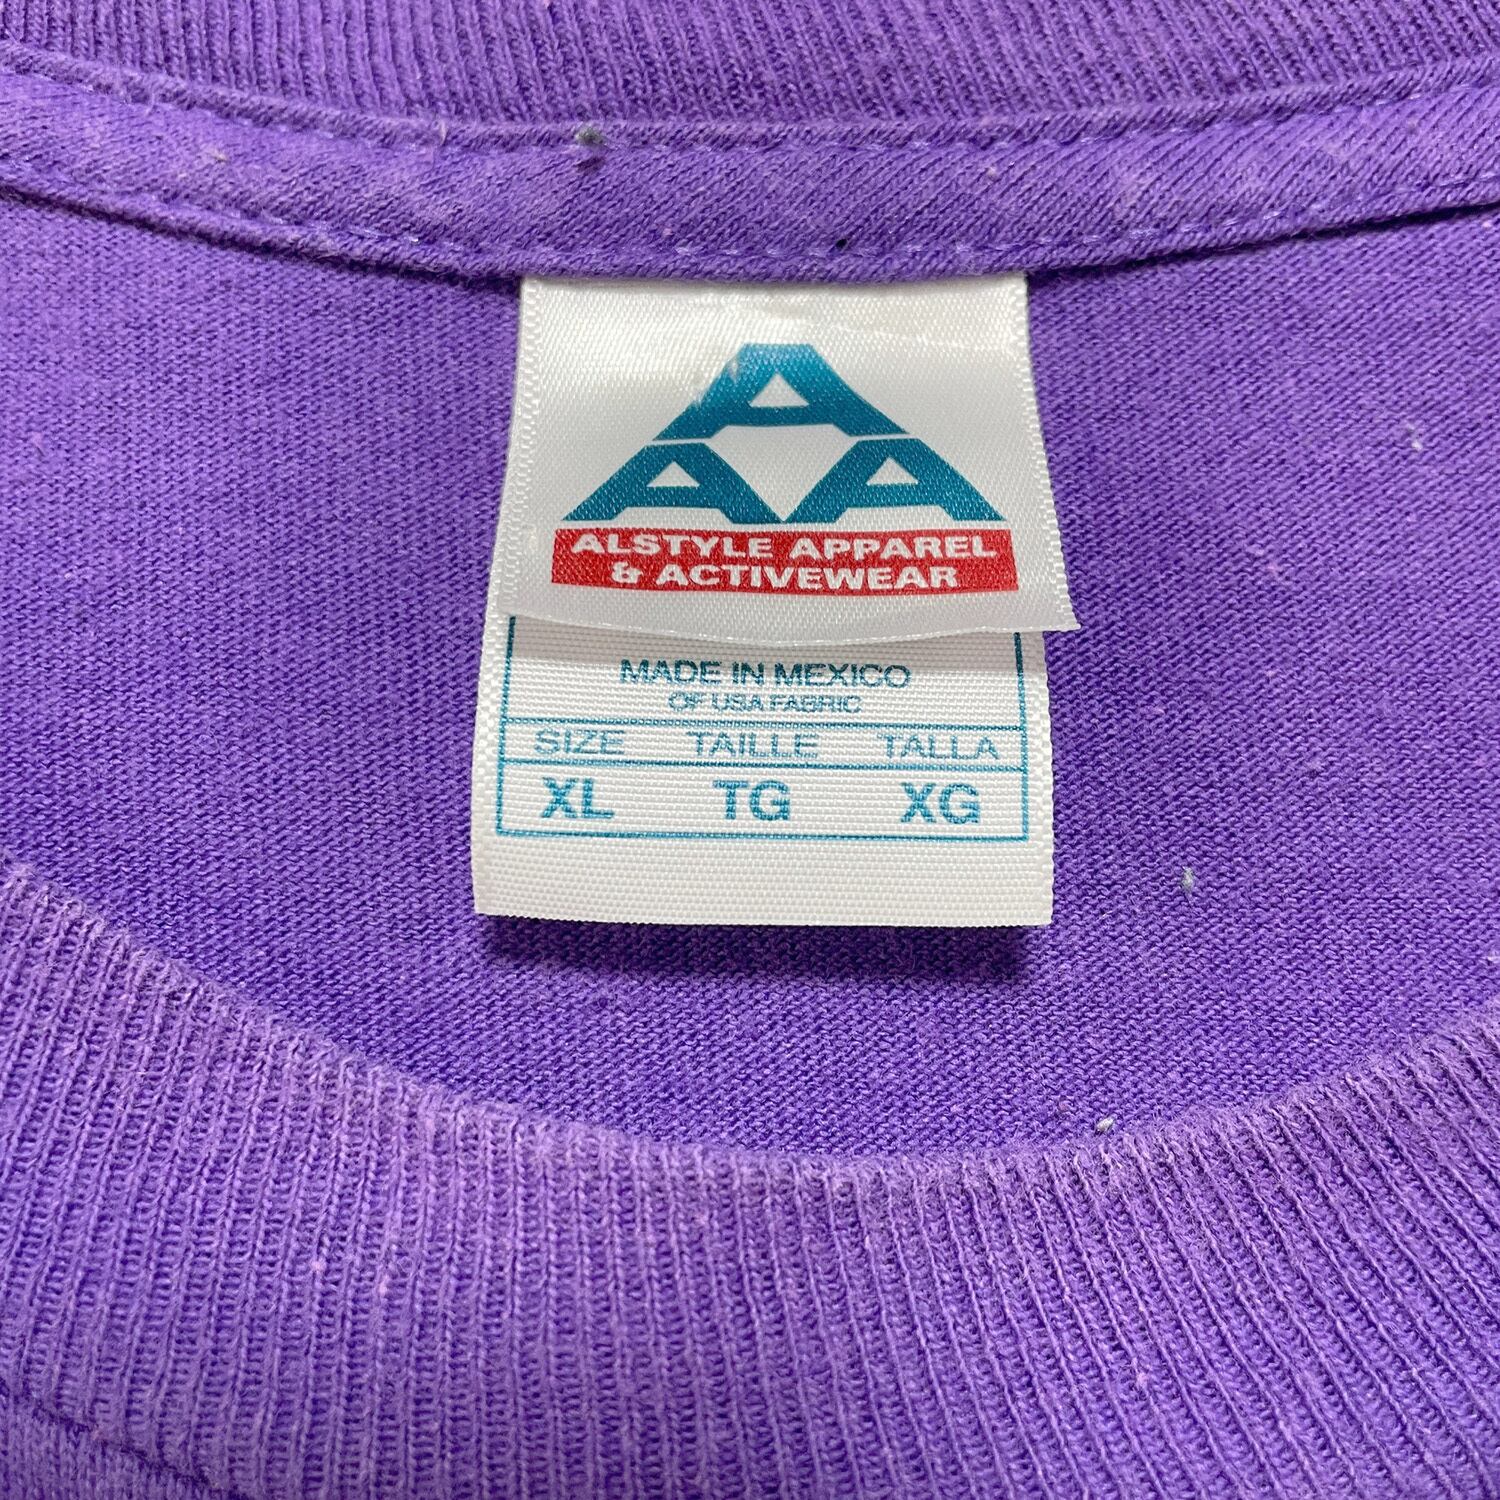 A
A A
ALSTYLE APPAREL
& ACTIVEWEAR
MADE IN MEXICO
OF USA FABRIC
SIZE TAILLE TALLA
XL TG XG